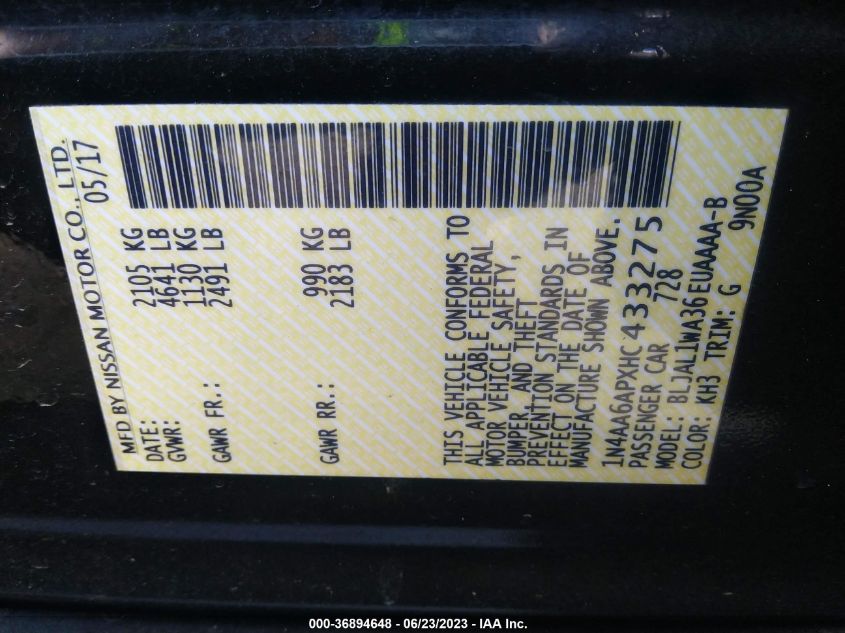 MFD BY NISSAN MOTOR CO., LTD.
DATE: 05/17
GVWR: 2105 KG
4641 LB
GAWR FR.: 1130 KG
2491 LB
GAWR RR.: 990 KG
2183 LB
THIS VEHICLE CONFORMS TO
ALL APPLICABLE FEDERAL
MOTOR VEHICLE SAFETY,
BUMPER, AND THEFT
PREVENTION STANDARDS IN
EFFECT ON THE DATE OF
MANUFACTURE SHOWN ABOVE.
1N4AA6APXHC433275
PASSENGER CAR 728
MODEL: BLJAL1WA36EUAAAA-B
COLOR: KH3 TRIM: G 9N00A
000-36894648 - 06/23/2023 - IAA Inc.